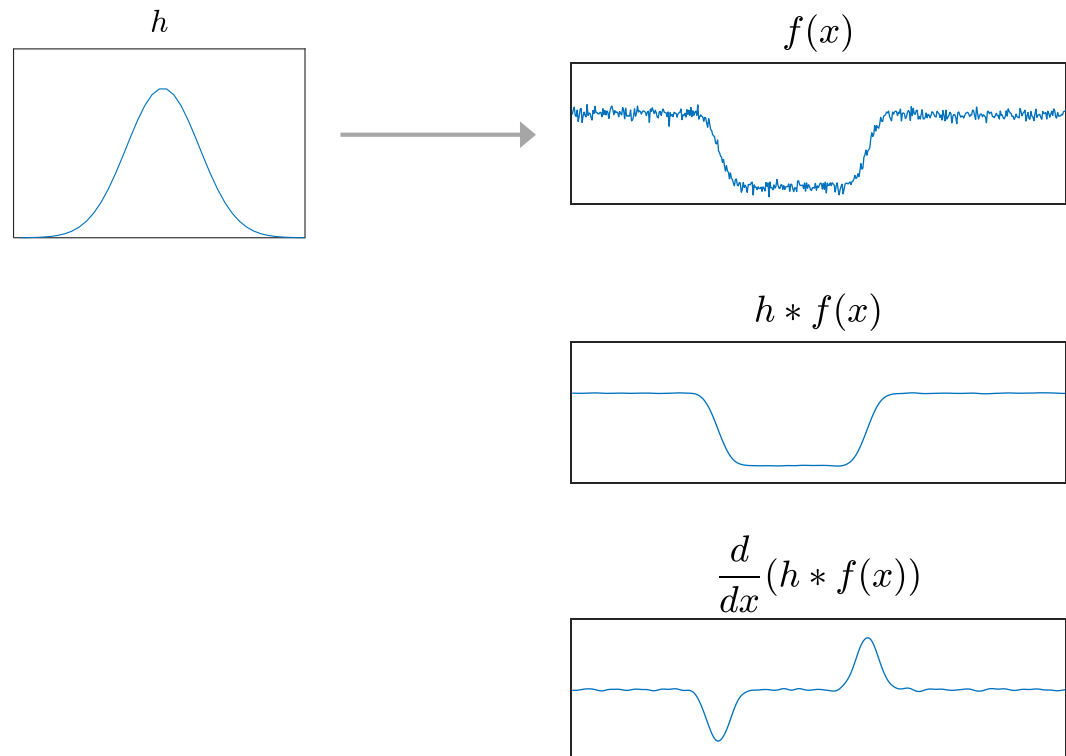 h
f(x)
h ∗ f(x)
d/dx (h ∗ f(x))